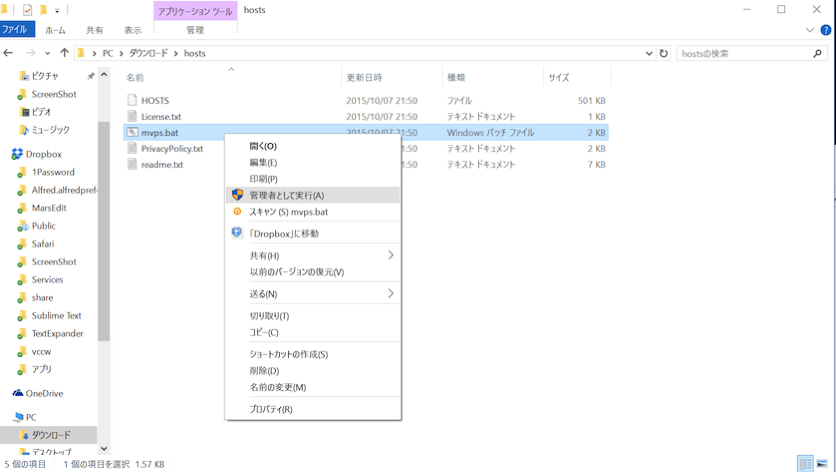 アプリケーション ツール
hosts
ファイル
ホーム
共有
表示
管理
PC > ダウンロード > hosts
hostsの検索
ピクチャ
ScreenShot
ビデオ
ミュージック
Dropbox
1Password
Alfred.alfredprefe
MarsEdit
Public
Safari
ScreenShot
Services
share
Sublime Text
TextExpander
vccw
アプリ
OneDrive
PC
ダウンロード
デスクトップ
名前
更新日時
種類
サイズ
HOSTS 2015/10/07 21:50 ファイル 501 KB
License.txt 2015/10/07 21:50 テキスト ドキュメント 1 KB
mvps.bat 2015/10/07 21:50 Windows バッチ ファイル 2 KB
PrivacyPolicy.txt :50 テキスト ドキュメント 2 KB
readme.txt :50 テキスト ドキュメント 7 KB
開く(O)
編集(E)
印刷(P)
管理者として実行(A)
スキャン (S) mvps.bat
「Dropbox」に移動
共有(H)
以前のバージョンの復元(V)
送る(N)
切り取り(T)
コピー(C)
ショートカットの作成(S)
削除(D)
名前の変更(M)
プロパティ(R)
5 個の項目
1 個の項目を選択 1.57 KB